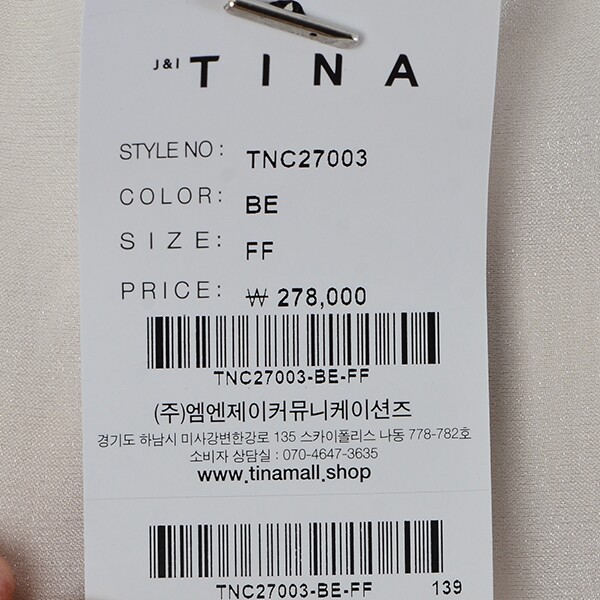 J&I TINA
STYLE NO : TNC27003
COLOR: BE
SIZE: FF
PRICE: ₩ 278,000
TNC27003-BE-FF
(주)엠엔제이커뮤니케이션즈
경기도 하남시 미사강변한강로 135 스카이폴리스 나동 778-782호
소비자 상담실 : 070-4647-3635
www.tinamall.shop
TNC27003-BE-FF 139